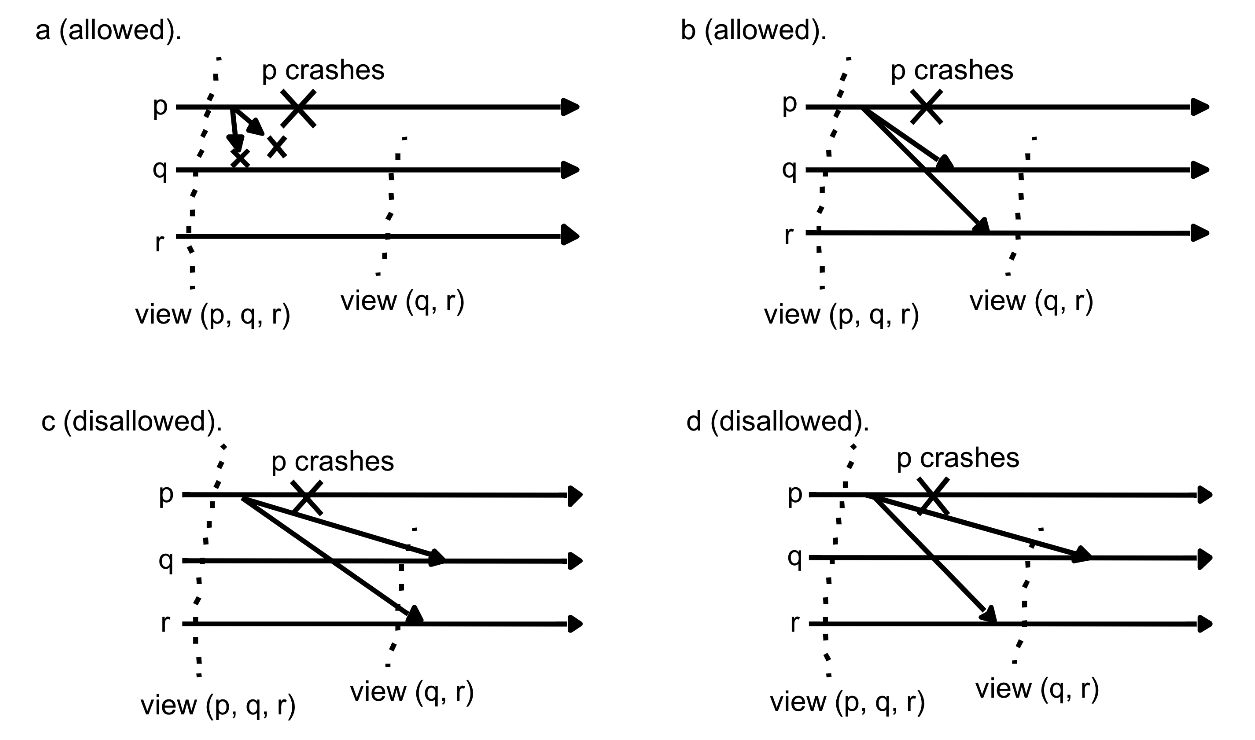 a (allowed).
p crashes
p
q
r
view (p, q, r)
view (q, r)
b (allowed).
p crashes
p
q
r
view (p, q, r)
view (q, r)
c (disallowed).
p crashes
p
q
r
view (p, q, r)
view (q, r)
d (disallowed).
p crashes
p
q
r
view (p, q, r)
view (q, r)